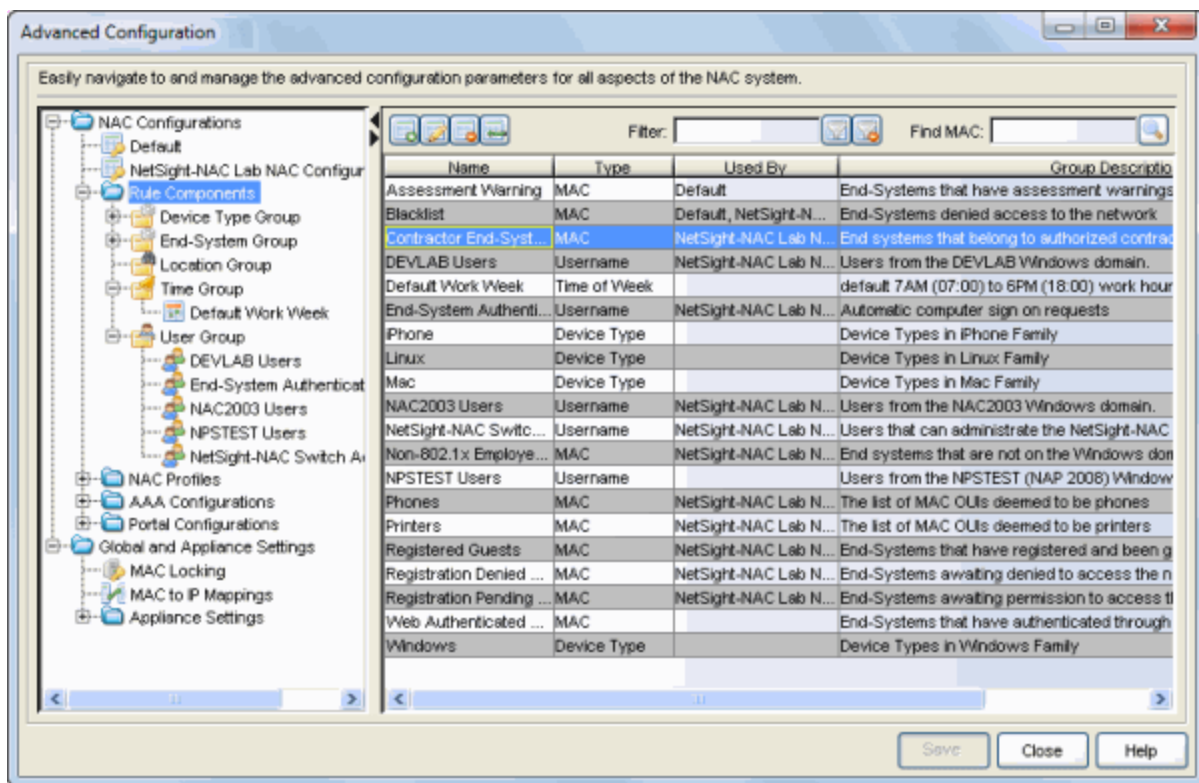 Advanced Configuration
Easily navigate to and manage the advanced configuration parameters for all aspects of the NAC system.
NAC Configurations
Default
NetSight-NAC Lab NAC Configur
Rule Components
Device Type Group
End-System Group
Location Group
Time Group
Default Work Week
User Group
DEVLAB Users
End-System Authenticat
NAC2003 Users
NPSTEST Users
NetSight-NAC Switch A
NAC Profiles
AAA Configurations
Portal Configurations
Global and Appliance Settings
MAC Locking
MAC to IP Mappings
Appliance Settings
Filter: Find MAC:
Name Type Used By Group Descriptio
Assessment Warning MAC Default End-Systems that have assessment warnings
Blacklist MAC Default, NetSight-N... End-Systems denied access to the network
Contractor End-Syst... MAC NetSight-NAC Lab N... End systems that belong to authorized contrac
DEVLAB Users Username NetSight-NAC Lab N... Users from the DEVLAB Windows domain.
Default Work Week Time of Week default 7AM (07:00) to 6PM (18:00) work hour
End-System Authenti... Username NetSight-NAC Lab N... Automatic computer sign on requests
iPhone Device Type Device Types in iPhone Family
Linux Device Type Device Types in Linux Family
Mac Device Type Device Types in Mac Family
NAC2003 Users Username NetSight-NAC Lab N... Users from the NAC2003 Windows domain.
NetSight-NAC Switc... Username NetSight-NAC Lab N... Users that can administrate the NetSight-NAC
Non-802.1x Employe... MAC NetSight-NAC Lab N... End systems that are not on the Windows dom
NPSTEST Users Username Users from the NPSTEST (NAP 2008) Window
Phones MAC NetSight-NAC Lab N... The list of MAC OUIs deemed to be phones
Printers MAC NetSight-NAC Lab N... The list of MAC OUIs deemed to be printers
Registered Guests MAC NetSight-NAC Lab N... End-Systems that have registered and been g
Registration Denied ... MAC NetSight-NAC Lab N... End-Systems awaiting denied to access the n
Registration Pending ... MAC NetSight-NAC Lab N... End-Systems awaiting permission to access t
Web Authenticated ... MAC End-Systems that have authenticated through
Windows Device Type Device Types in Windows Family
Save Close Help